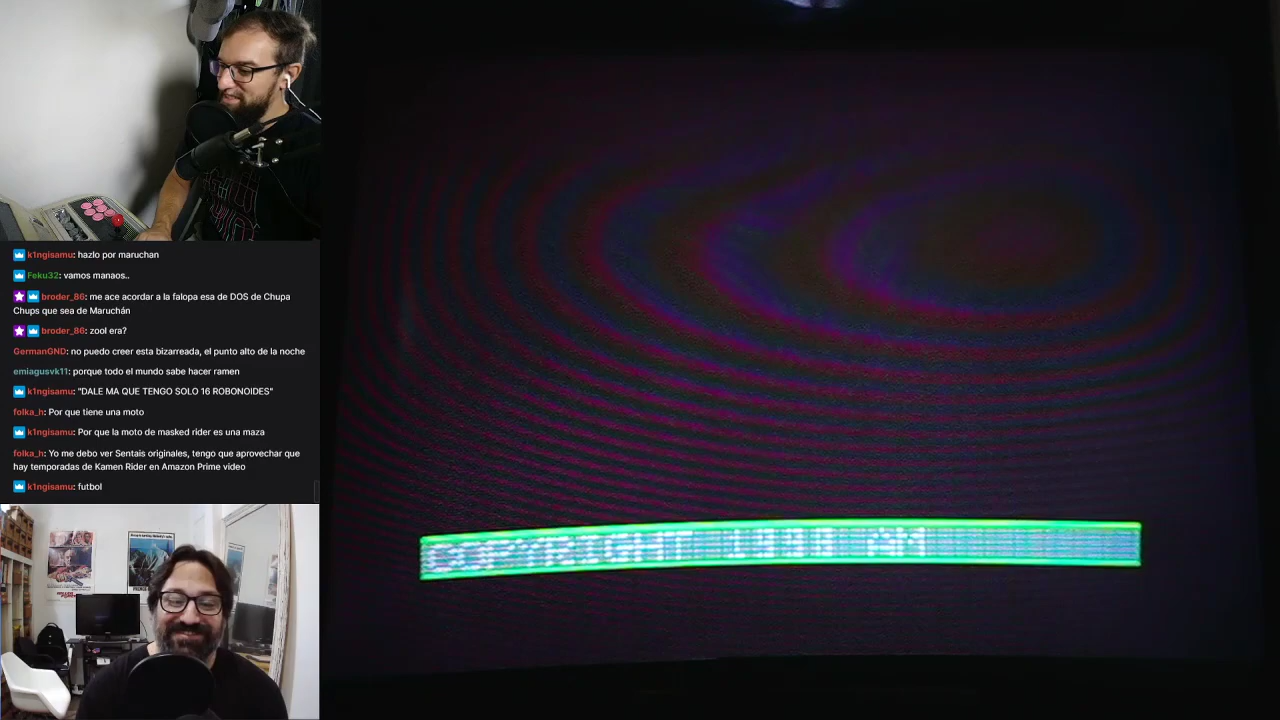 k1ngisamu: hazlo por maruchan
Feku32: vamos manaos..
broder_86: me ace acordar a la falopa esa de DOS de Chupa
Chups que sea de Maruchán
broder_86: zool era?
GermanGND: no puedo creer esta bizarreada, el punto alto de la noche
emiagusvk11: porque todo el mundo sabe hacer ramen
k1ngisamu: "DALE MA QUE TENGO SOLO 16 ROBONOIDES"
folka_h: Por que tiene una moto
k1ngisamu: Por que la moto de masked rider es una maza
folka_h: Yo me debo ver Sentais originales, tengo que aprovechar que
hay temporadas de Kamen Rider en Amazon Prime video
k1ngisamu: futbol
COPYRIGHT